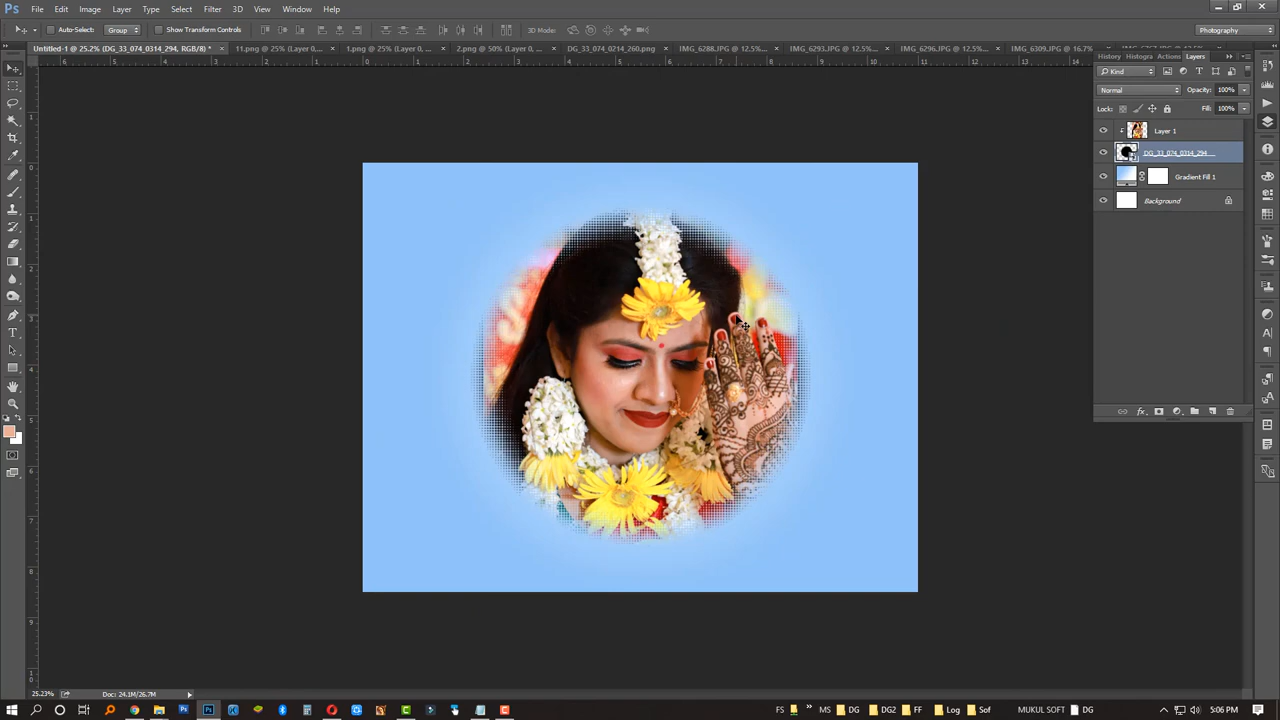 Ps File Edit Image Layer Type Select Filter 3D View Window Help
Auto-Select: Group Show Transform Controls 3D Mode: Photography
Untitled-1 @ 25.2% (DG_33_074_0314_294, RGB/8) * × 11.png @ 25% (Layer 0,... × 1.png @ 25% (Layer 0,... × 2.png @ 50% (Layer 0,... × DG_33_074_0214_260.png × IMG_6288.JPG @ 12.5%... × IMG_6293.JPG @ 12.5%... × IMG_6296.JPG @ 12.5%... × IMG_6309.JPG @ 16.7%
History Histogra Actions Layers
Kind
Normal Opacity: 100%
Lock: Fill: 100%
Layer 1
DG_33_074_0314_294
Gradient Fill 1
Background
25.23% Doc: 24.1M/26.7M
FS MS DG DG2 FF Log Sof MUKUL SOFT DG 5:06 PM